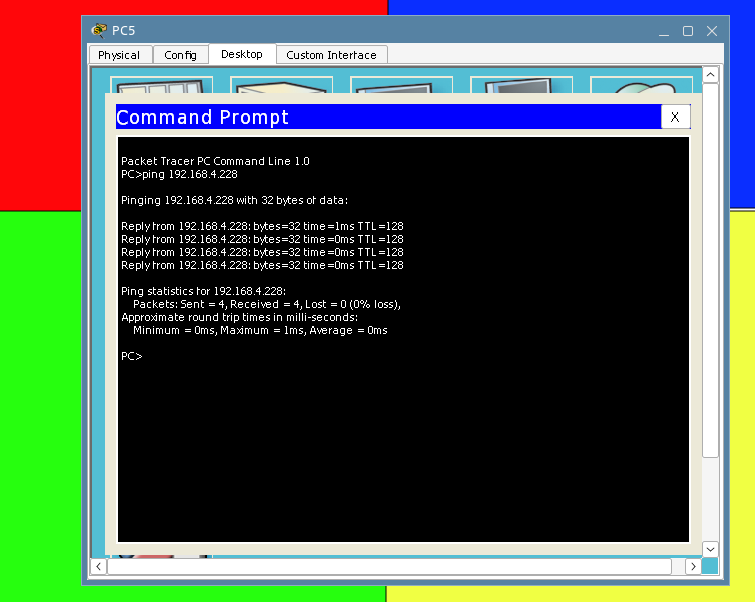 PC5
Physical Config Desktop Custom Interface
Command Prompt X
Packet Tracer PC Command Line 1.0
PC>ping 192.168.4.228
Pinging 192.168.4.228 with 32 bytes of data:
Reply from 192.168.4.228: bytes=32 time=1ms TTL=128
Reply from 192.168.4.228: bytes=32 time=0ms TTL=128
Reply from 192.168.4.228: bytes=32 time=0ms TTL=128
Reply from 192.168.4.228: bytes=32 time=0ms TTL=128
Ping statistics for 192.168.4.228:
Packets: Sent = 4, Received = 4, Lost = 0 (0% loss),
Approximate round trip times in milli-seconds:
Minimum = 0ms, Maximum = 1ms, Average = 0ms
PC>